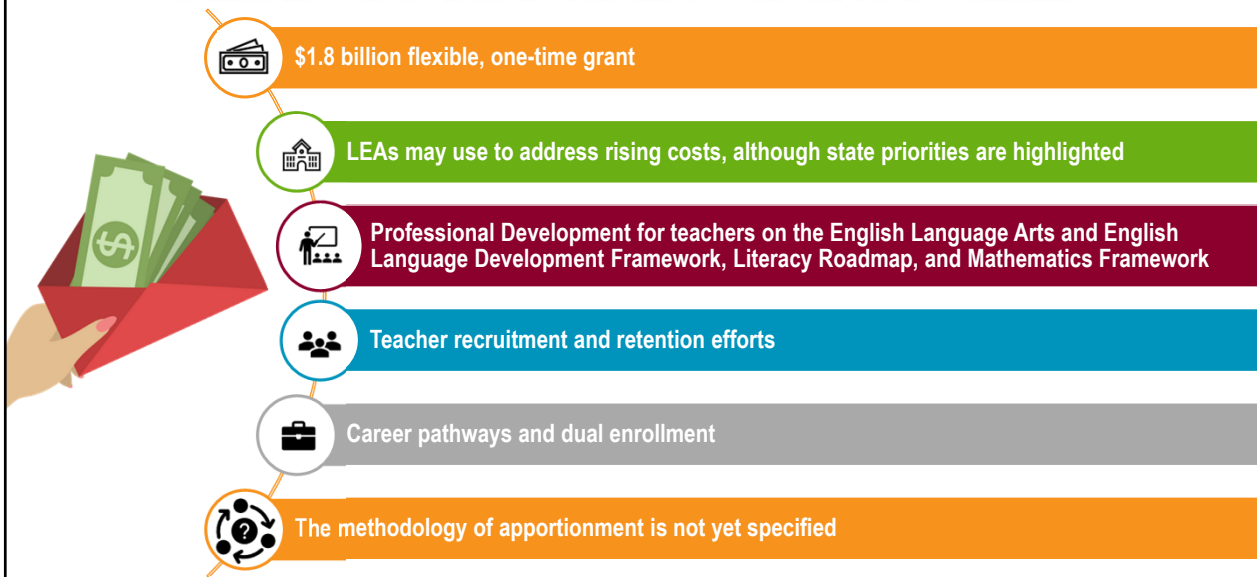 $1.8 billion flexible, one-time grant
LEAs may use to address rising costs, although state priorities are highlighted
Professional Development for teachers on the English Language Arts and English
Language Development Framework, Literacy Roadmap, and Mathematics Framework
Teacher recruitment and retention efforts
Career pathways and dual enrollment
The methodology of apportionment is not yet specified